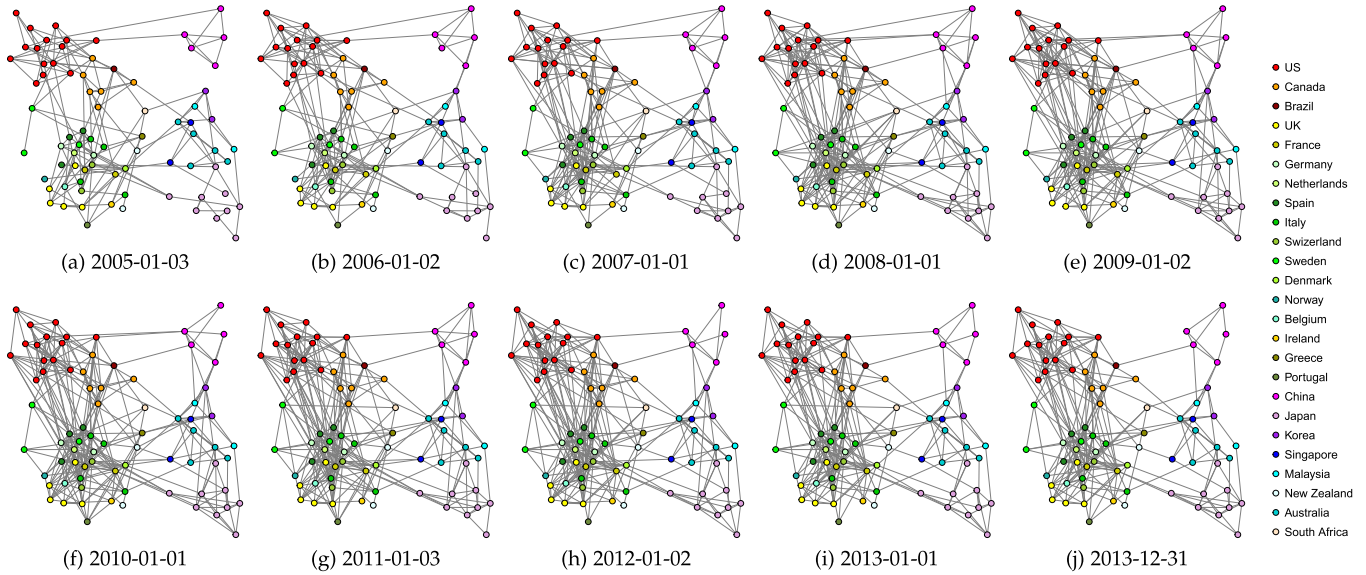 (a) 2005-01-03
(b) 2006-01-02
(c) 2007-01-01
(d) 2008-01-01
(e) 2009-01-02
(f) 2010-01-01
(g) 2011-01-03
(h) 2012-01-02
(i) 2013-01-01
(j) 2013-12-31
US
Canada
Brazil
UK
France
Germany
Netherlands
Spain
Italy
Swizerland
Sweden
Denmark
Norway
Belgium
Ireland
Greece
Portugal
China
Japan
Korea
Singapore
Malaysia
New Zealand
Australia
South Africa